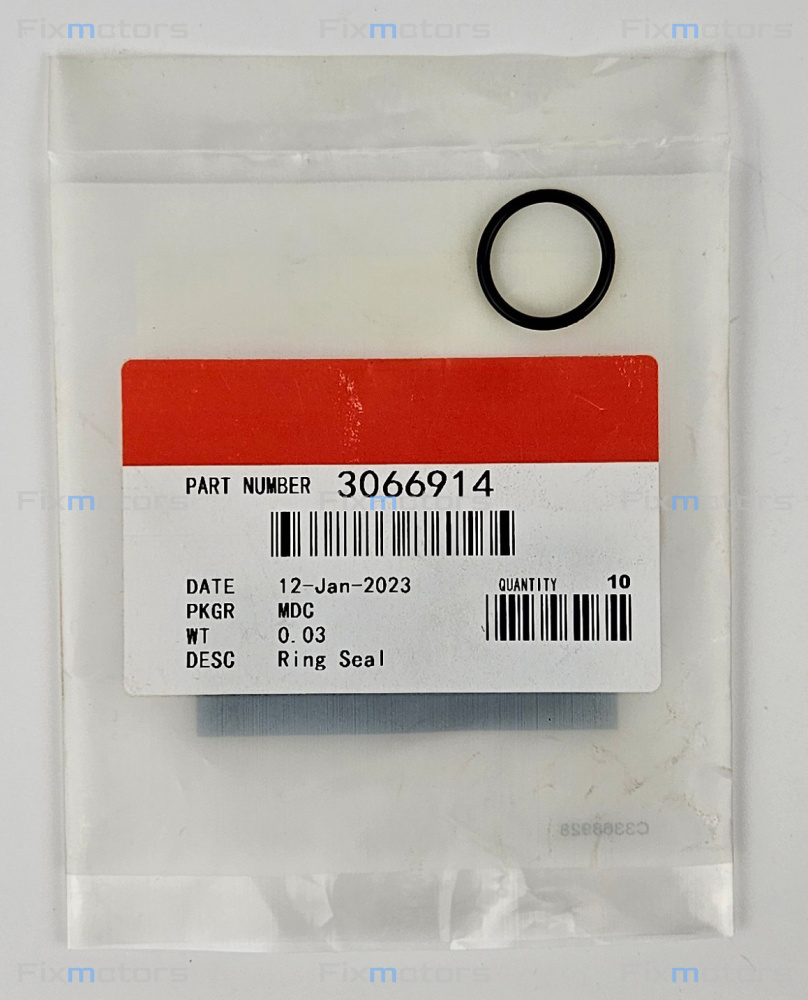 Fixmotors Fixmotors Fixmotors
PART NUMBER 3066914
Fixmotors Fixmotors Fixmotors
DATE 12-Jan-2023
QUANTITY 10
PKGR MDC
WT 0.03
DESC Ring Seal
Fixmotors Fixmotors Fixmotors